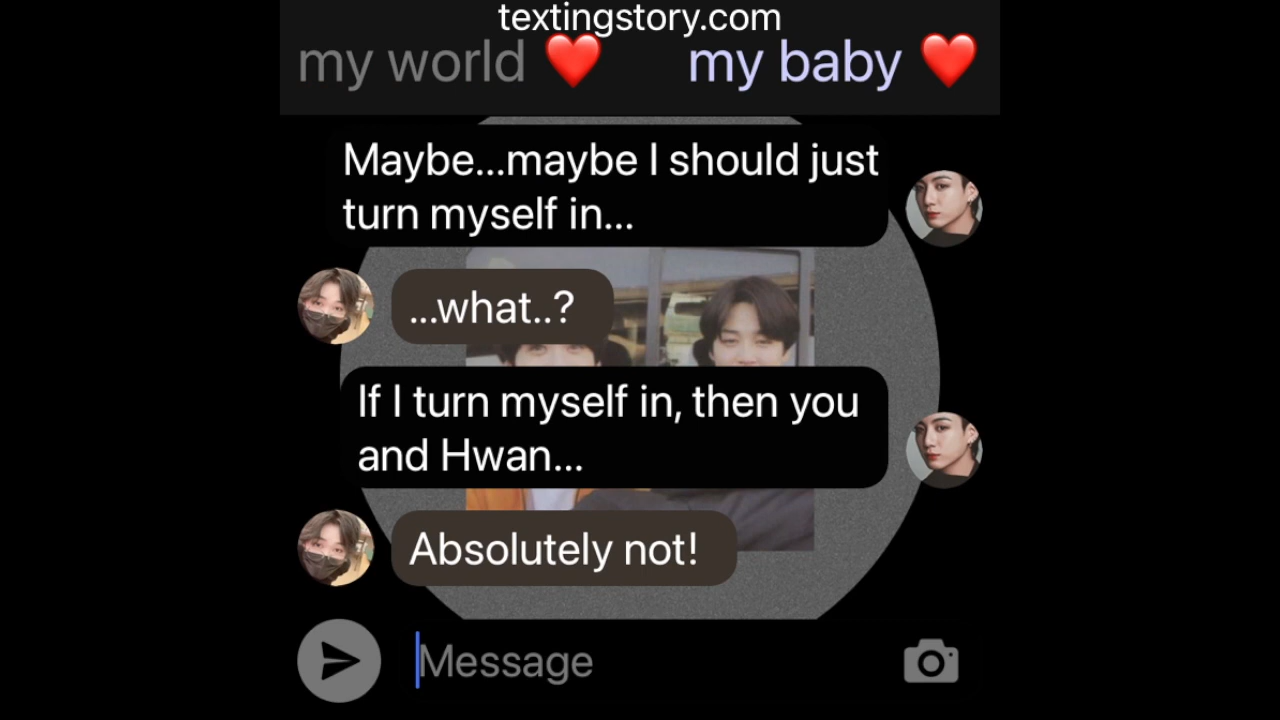 textingstory.com
my world ❤️ my baby ❤️
Maybe...maybe I should just
turn myself in...
...what..?
If I turn myself in, then you
and Hwan...
Absolutely not!
Message